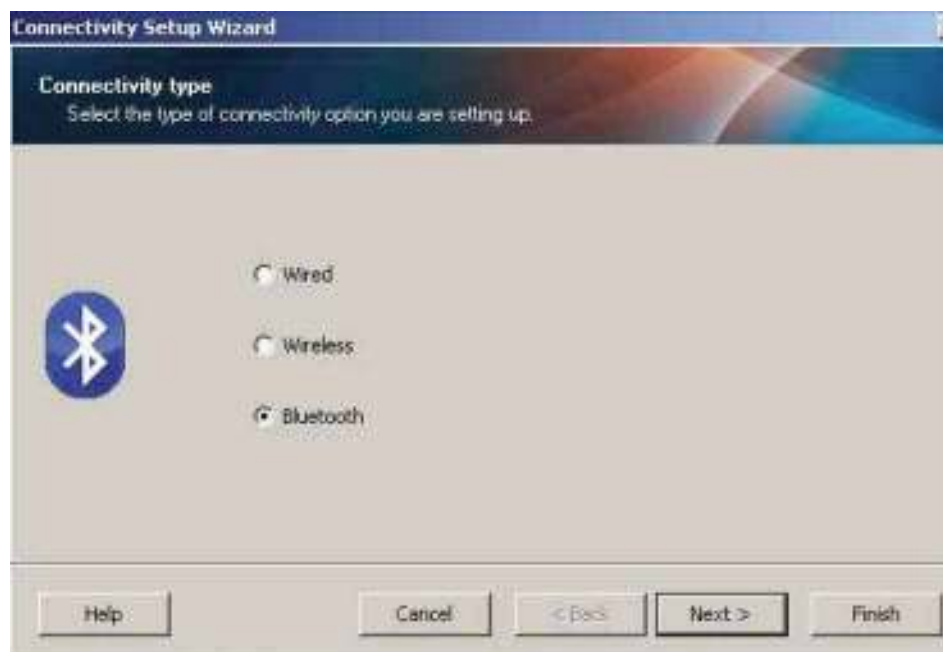 Connectivity Setup Wizard
Connectivity type
Select the type of connectivity option you are setting up.
Wired
Wireless
Bluetooth
Help
Cancel
< Back
Next >
Finish